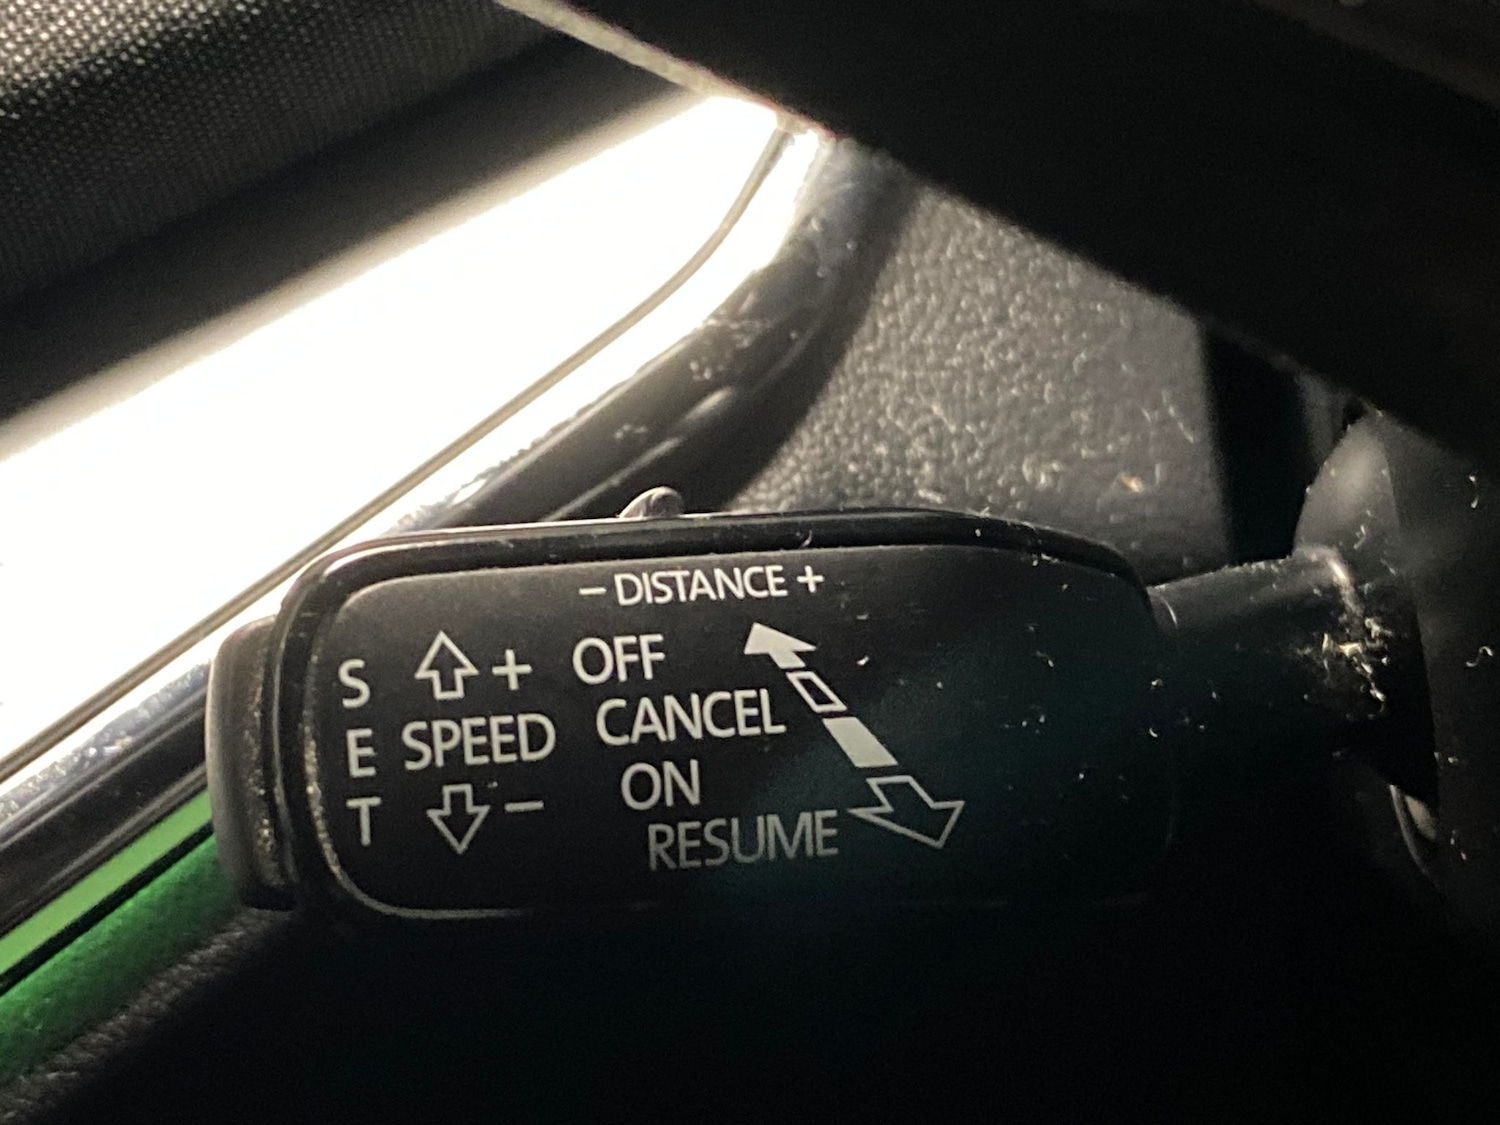 − DISTANCE +
S
E
T
+
SPEED
−
OFF
CANCEL
ON
RESUME